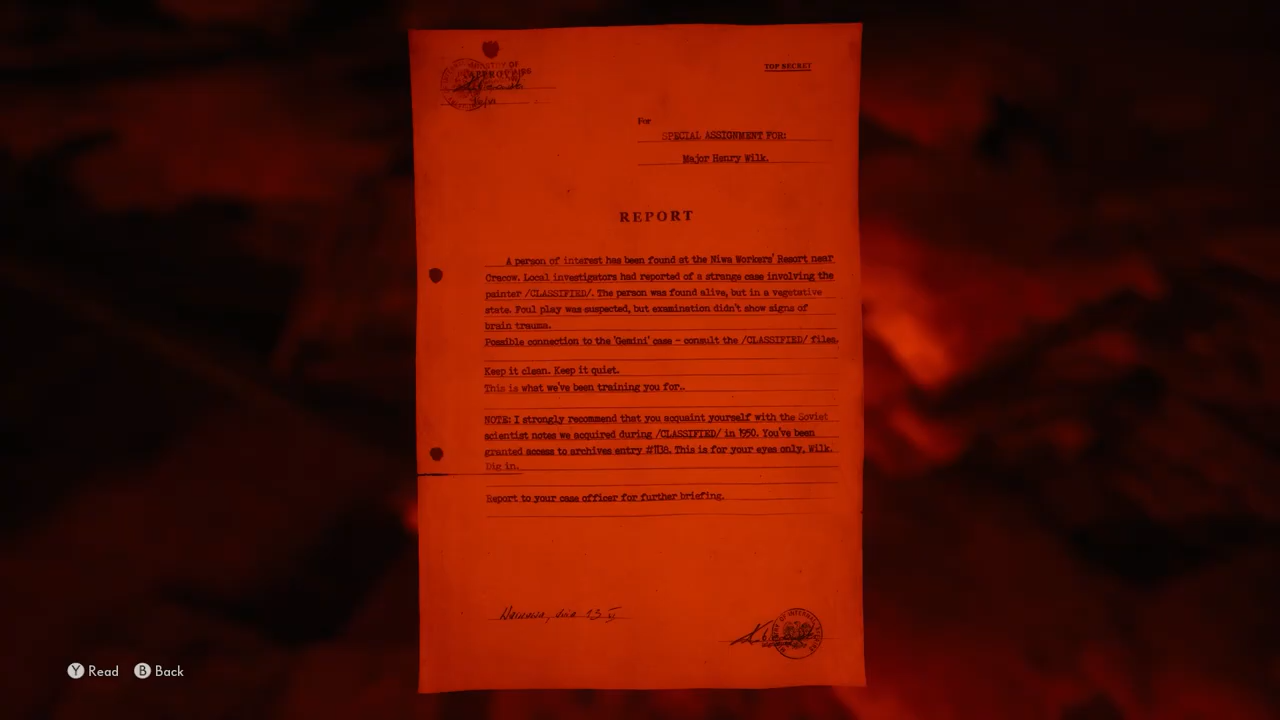 MINISTRY OF
TOP SECRET
For
SPECIAL ASSIGNMENT FOR:
Major Henry Wilk.
REPORT
A person of interest has been found at the Niwa Workers' Resort near
Cracow. Local investigators had reported of a strange case involving the
painter /CLASSIFIED/. The person was found alive, but in a vegetative
state. Foul play was suspected, but examination didn't show signs of
brain trauma.
Possible connection to the 'Gemini' case - consult the /CLASSIFIED/ files.
Keep it clean. Keep it quiet.
This is what we've been training you for..
NOTE: I strongly recommend that you acquaint yourself with the Soviet
scientist notes we acquired during /CLASSIFIED/ in 1950. You've been
granted access to archives entry #1138. This is for your eyes only, Wilk.
Dig in.
Report to your case officer for further briefing.
Y Read B Back